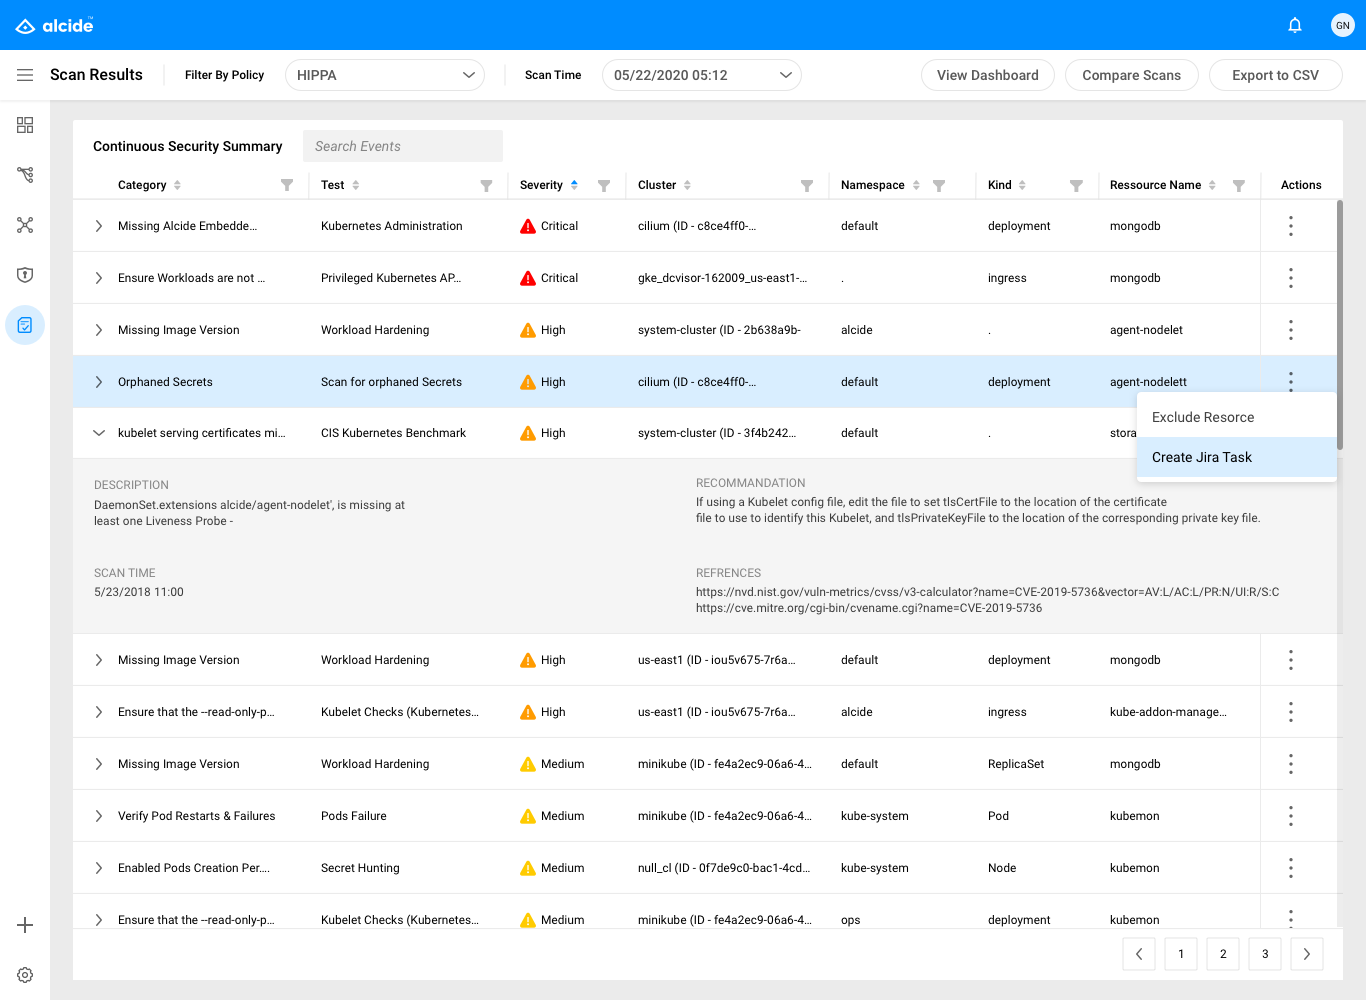 alcide™
GN
Scan Results
Filter By Policy
HIPPA
Scan Time
05/22/2020 05:12
View Dashboard
Compare Scans
Export to CSV
Continuous Security Summary
Search Events
Category Test Severity Cluster Namespace Kind Ressource Name Actions
Missing Alcide Embedde... Kubernetes Administration Critical cilium (ID - c8ce4ff0-... default deployment mongodb
Ensure Workloads are not ... Privileged Kubernetes AP... Critical gke_dcvisor-162009_us-east1-... . ingress mongodb
Missing Image Version Workload Hardening High system-cluster (ID - 2b638a9b- alcide . agent-nodelet
Orphaned Secrets Scan for orphaned Secrets High cilium (ID - c8ce4ff0-... default deployment agent-nodelett
Exclude Resorce
kubelet serving certificates mi... CIS Kubernetes Benchmark High system-cluster (ID - 3f4b242... default . stora
Create Jira Task
DESCRIPTION
DaemonSet.extensions alcide/agent-nodelet', is missing at
least one Liveness Probe -
RECOMMANDATION
If using a Kubelet config file, edit the file to set tlsCertFile to the location of the certificate
file to use to identify this Kubelet, and tlsPrivateKeyFile to the location of the corresponding private key file.
SCAN TIME
5/23/2018 11:00
REFRENCES
https://nvd.nist.gov/vuln-metrics/cvss/v3-calculator?name=CVE-2019-5736&vector=AV:L/AC:L/PR:N/UI:R/S:C
https://cve.mitre.org/cgi-bin/cvename.cgi?name=CVE-2019-5736
Missing Image Version Workload Hardening High us-east1 (ID - iou5v675-7r6a... default deployment mongodb
Ensure that the --read-only-p... Kubelet Checks (Kubernetes... High us-east1 (ID - iou5v675-7r6a... alcide ingress kube-addon-manage...
Missing Image Version Workload Hardening Medium minikube (ID - fe4a2ec9-06a6-4... default ReplicaSet mongodb
Verify Pod Restarts & Failures Pods Failure Medium minikube (ID - fe4a2ec9-06a6-4... kube-system Pod kubemon
Enabled Pods Creation Per.... Secret Hunting Medium null_cl (ID - 0f7de9c0-bac1-4cd... kube-system Node kubemon
Ensure that the --read-only-p... Kubelet Checks (Kubernetes... Medium minikube (ID - fe4a2ec9-06a6-4... ops deployment kubemon
1 2 3